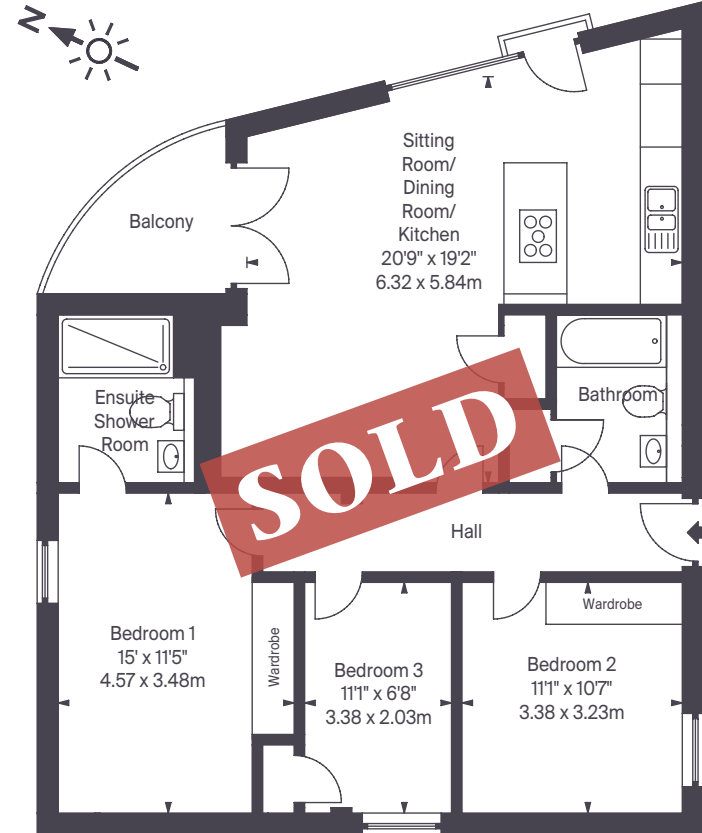 N
Sitting
Room/
Dining
Room/
Kitchen
20'9" x 19'2"
6.32 x 5.84m
Balcony
Ensuite
Shower
Room
Bathroom
SOLD
Hall
Bedroom 1
15' x 11'5"
4.57 x 3.48m
Wardrobe
Bedroom 3
11'1" x 6'8"
3.38 x 2.03m
Wardrobe
Bedroom 2
11'1" x 10'7"
3.38 x 3.23m